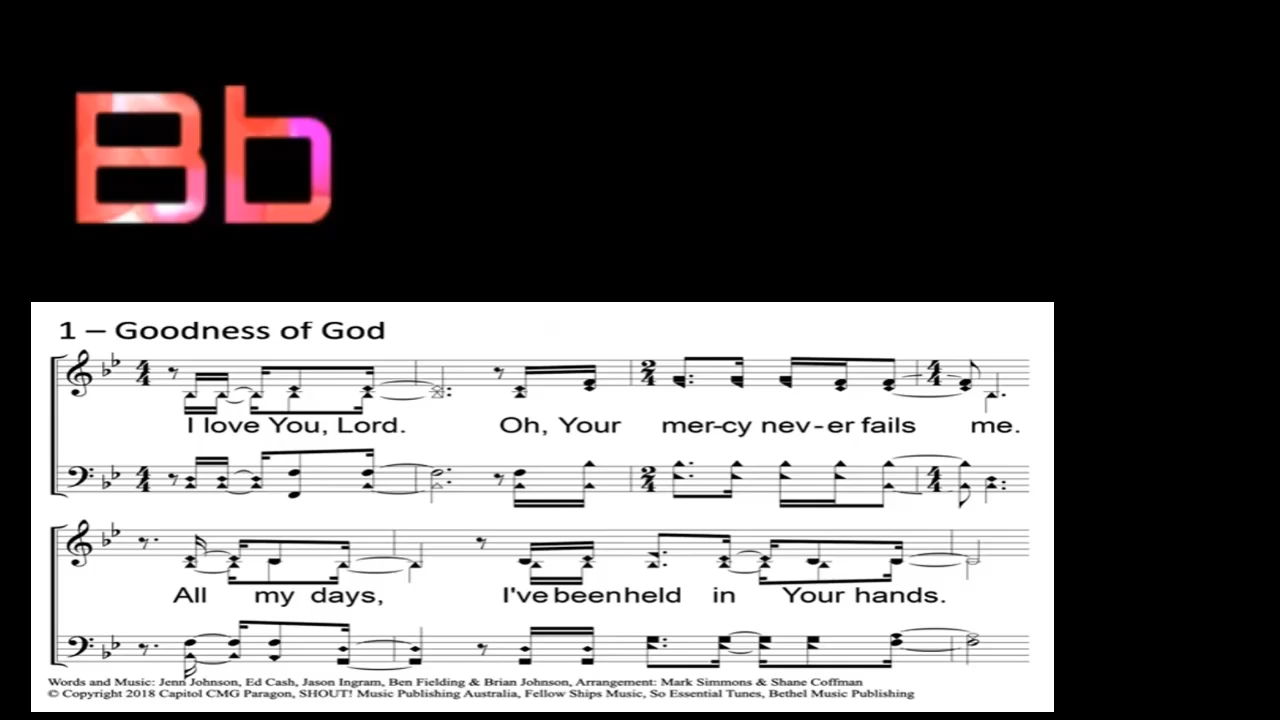 Bb
1 – Goodness of God
I love You, Lord. Oh, Your mer-cy nev-er fails me.
All my days, I've been held in Your hands.
Words and Music: Jenn Johnson, Ed Cash, Jason Ingram, Ben Fielding & Brian Johnson, Arrangement: Mark Simmons & Shane Coffman
© Copyright 2018 Capitol CMG Paragon, SHOUT! Music Publishing Australia, Fellow Ships Music, So Essential Tunes, Bethel Music Publishing